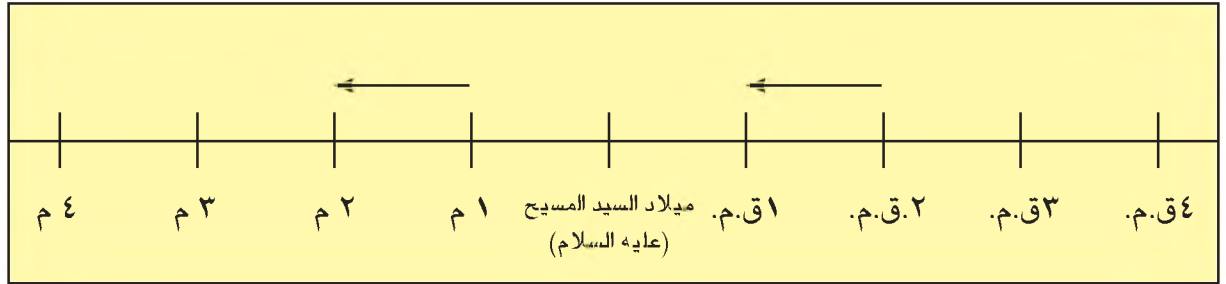 ٤ق.م. ٣ق.م. ٢.ق.م. ١ق.م. ميلاد السيد المسيح ١ م ٢ م ٣ م ٤ م
(عليه السلام)